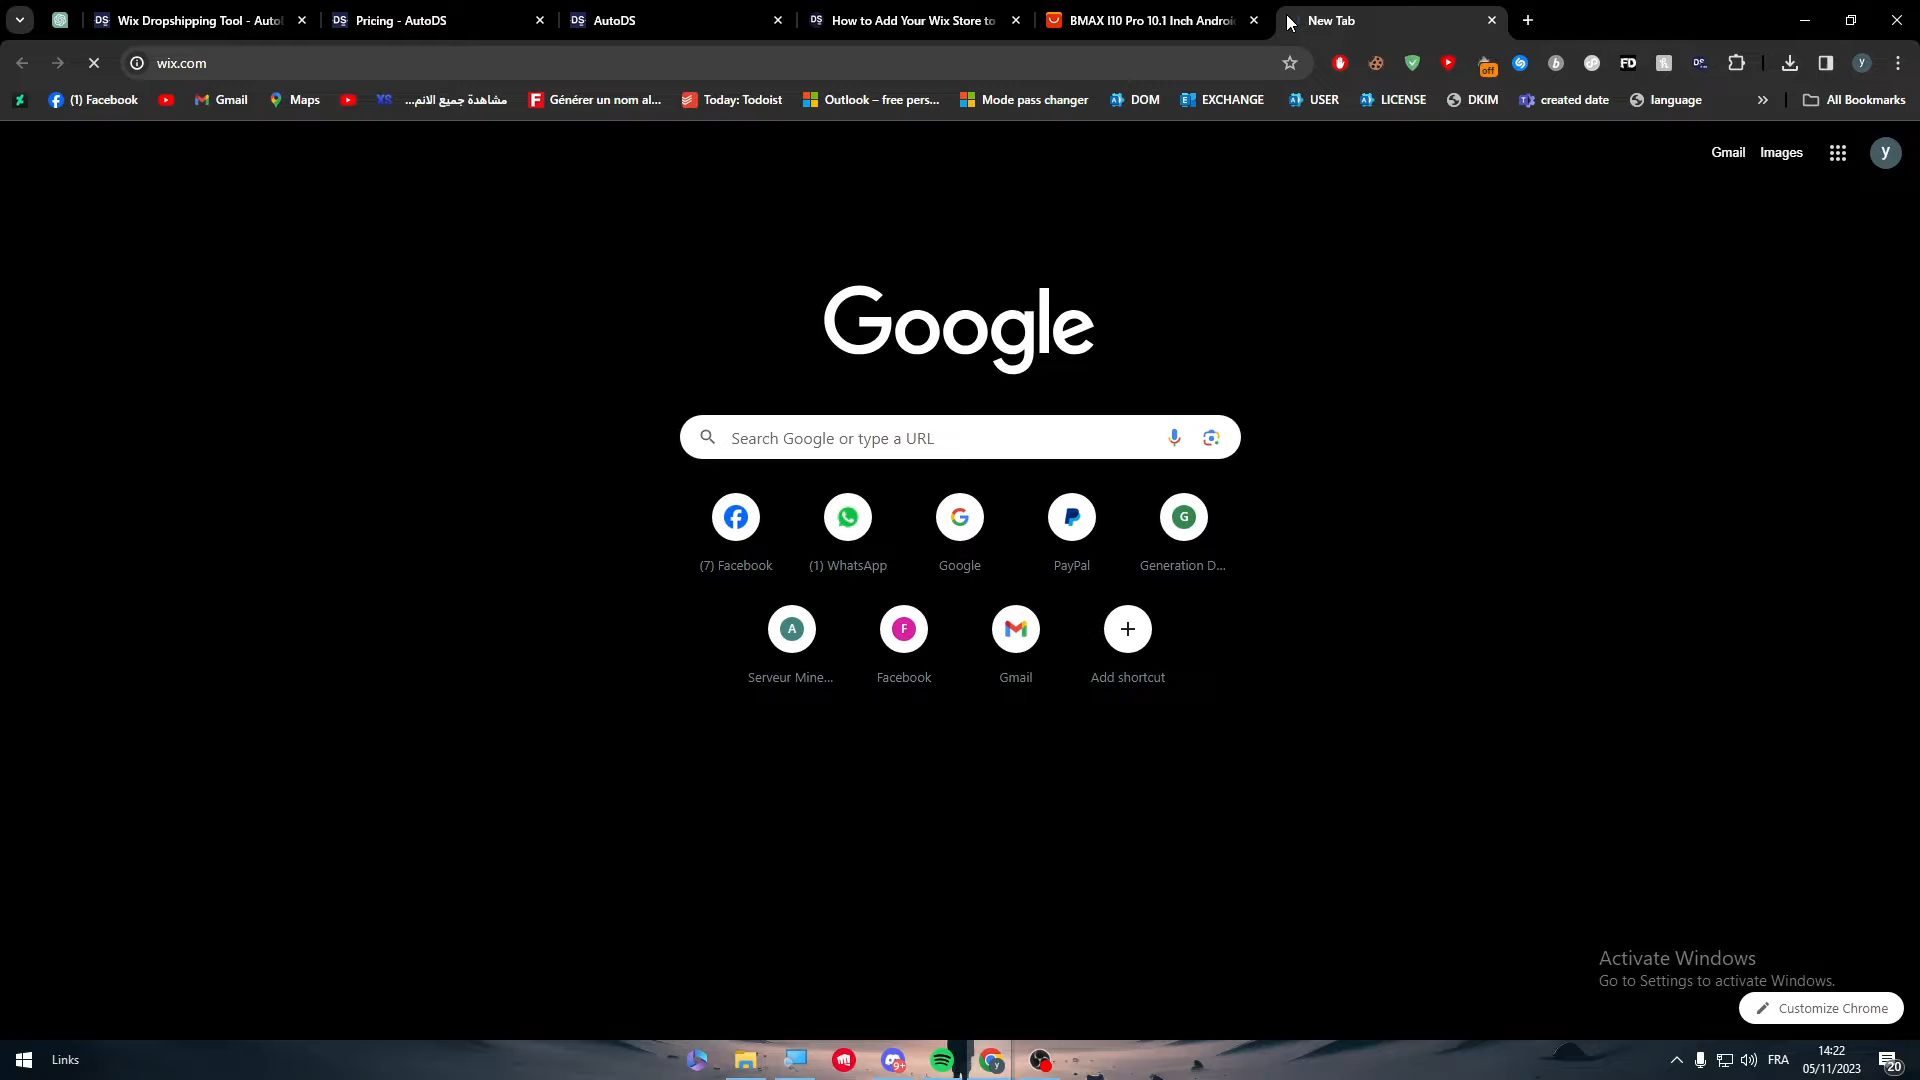 Wix Dropshipping Tool - Auto
Pricing - AutoDS
AutoDS
How to Add Your Wix Store to
BMAX I10 Pro 10.1 Inch Androi
New Tab
wix.com
off
FD
(1) Facebook
Gmail
Maps
مشاهدة جميع الانم...
Générer un nom al...
Today: Todoist
Outlook – free pers...
Mode pass changer
DOM
EXCHANGE
USER
LICENSE
DKIM
created date
language
All Bookmarks
Gmail
Images
y
Google
Search Google or type a URL
(7) Facebook
(1) WhatsApp
Google
PayPal
Generation D...
Serveur Mine...
Facebook
Gmail
Add shortcut
Activate Windows
Go to Settings to activate Windows.
Customize Chrome
Links
FRA
14:22
05/11/2023
20